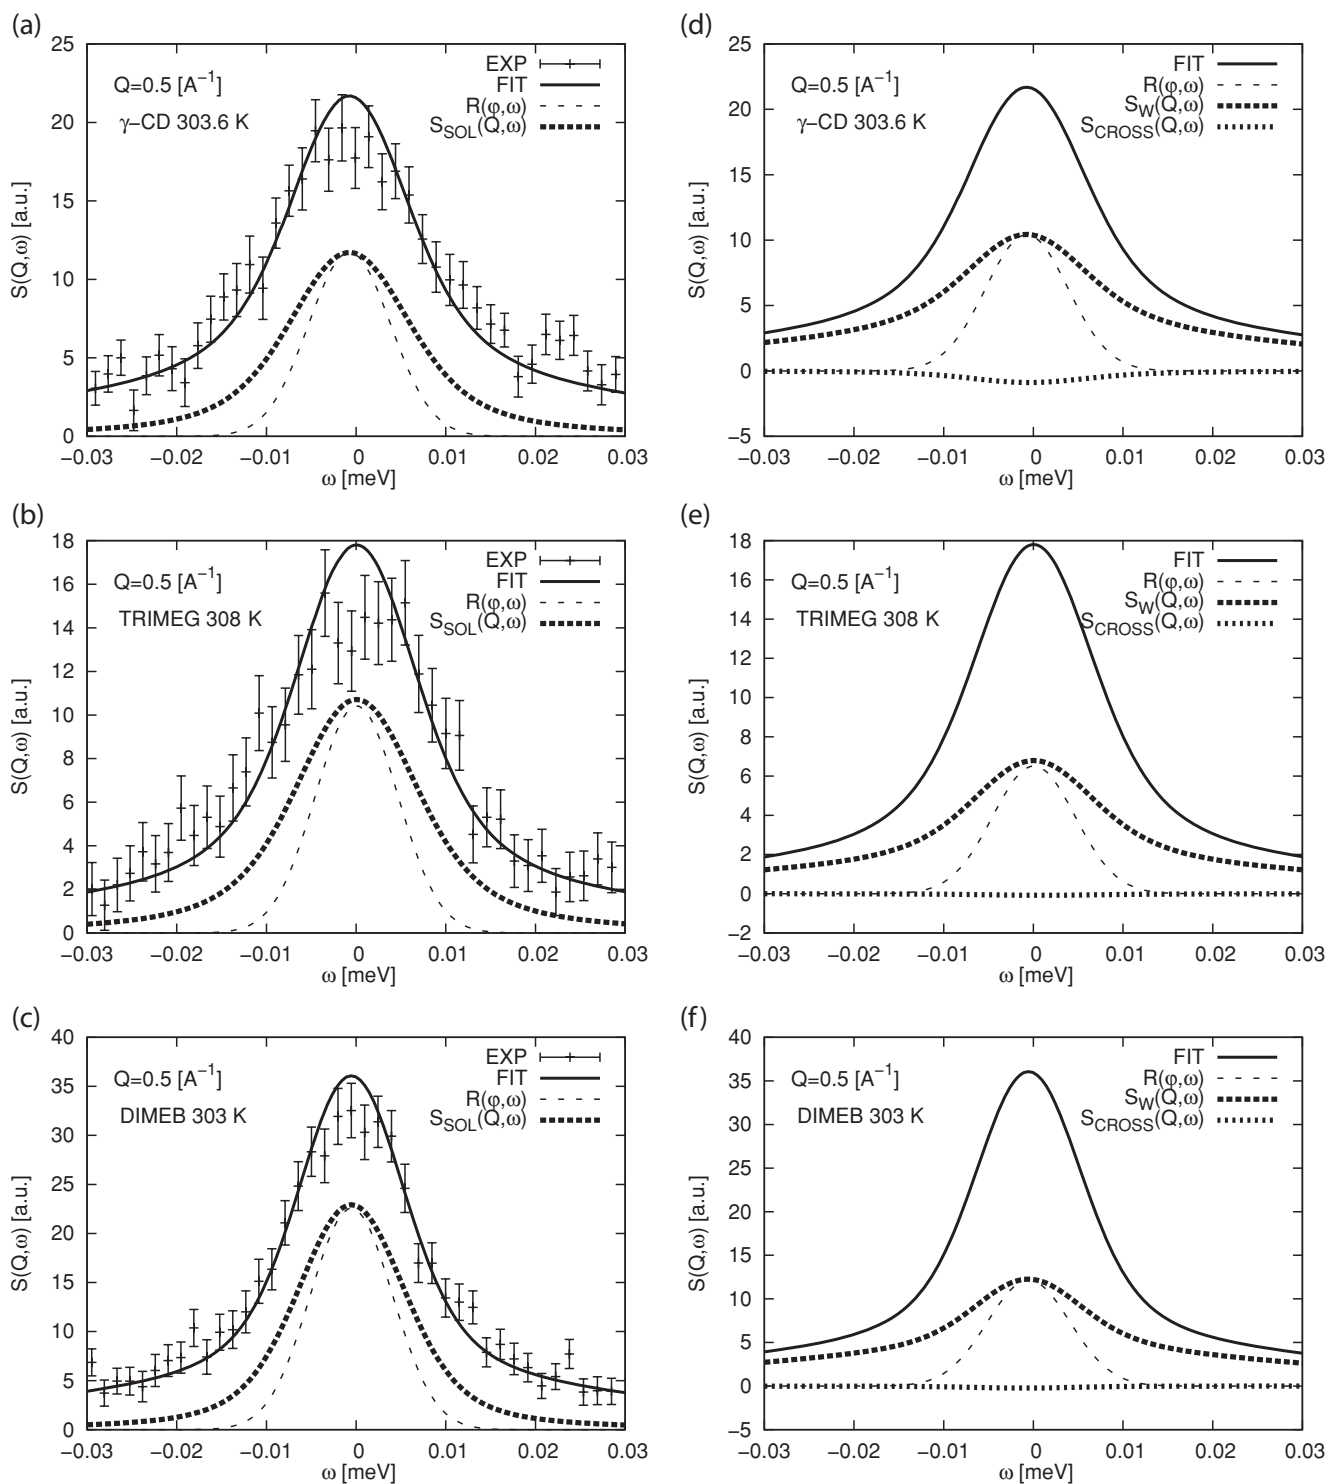 (a)
25
20
15
10
5
0
S(Q,ω) [a.u.]
Q=0.5 [A⁻¹]
γ−CD 303.6 K
EXP
FIT
R(φ,ω)
S_SOL(Q,ω)
−0.03 −0.02 −0.01 0 0.01 0.02 0.03
ω [meV]
(d)
25
20
15
10
5
0
−5
S(Q,ω) [a.u.]
Q=0.5 [A⁻¹]
γ−CD 303.6 K
FIT
R(φ,ω)
S_W(Q,ω)
S_CROSS(Q,ω)
−0.03 −0.02 −0.01 0 0.01 0.02 0.03
ω [meV]
(b)
18
16
14
12
10
8
6
4
2
0
S(Q,ω) [a.u.]
Q=0.5 [A⁻¹]
TRIMEG 308 K
EXP
FIT
R(φ,ω)
S_SOL(Q,ω)
−0.03 −0.02 −0.01 0 0.01 0.02 0.03
ω [meV]
(e)
18
16
14
12
10
8
6
4
2
0
−2
S(Q,ω) [a.u.]
Q=0.5 [A⁻¹]
TRIMEG 308 K
FIT
R(φ,ω)
S_W(Q,ω)
S_CROSS(Q,ω)
−0.03 −0.02 −0.01 0 0.01 0.02 0.03
ω [meV]
(c)
40
35
30
25
20
15
10
5
0
S(Q,ω) [a.u.]
Q=0.5 [A⁻¹]
DIMEB 303 K
EXP
FIT
R(φ,ω)
S_SOL(Q,ω)
−0.03 −0.02 −0.01 0 0.01 0.02 0.03
ω [meV]
(f)
40
35
30
25
20
15
10
5
0
−5
S(Q,ω) [a.u.]
Q=0.5 [A⁻¹]
DIMEB 303 K
FIT
R(φ,ω)
S_W(Q,ω)
S_CROSS(Q,ω)
−0.03 −0.02 −0.01 0 0.01 0.02 0.03
ω [meV]